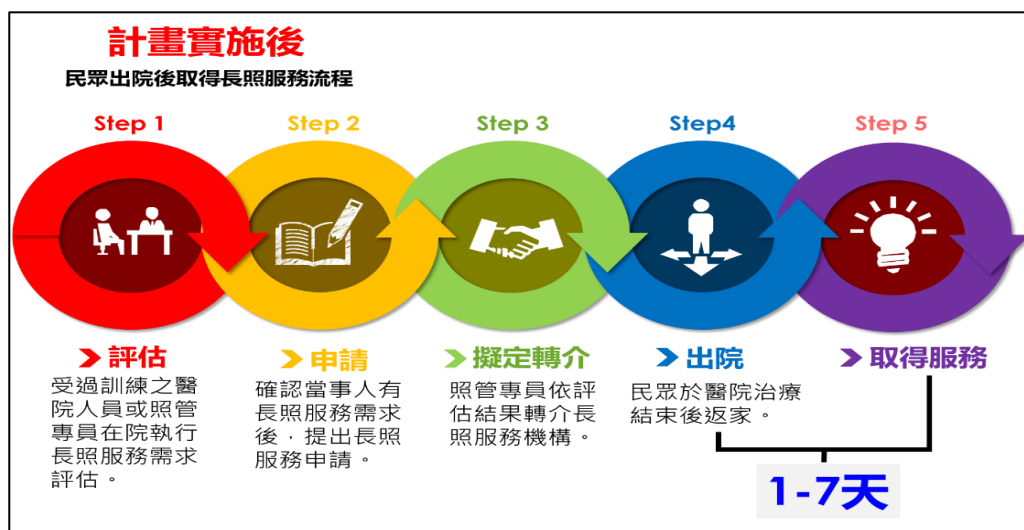 計畫實施後
民眾出院後取得長照服務流程
Step 1
Step 2
Step 3
Step4
Step 5
評估
受過訓練之醫
院人員或照管
專員在院執行
長照服務需求
評估。
申請
確認當事人有
長照服務需求
後，提出長照
服務申請。
擬定轉介
照管專員依評
估結果轉介長
照服務機構。
出院
民眾於醫院治療
結束後返家。
取得服務
1-7天